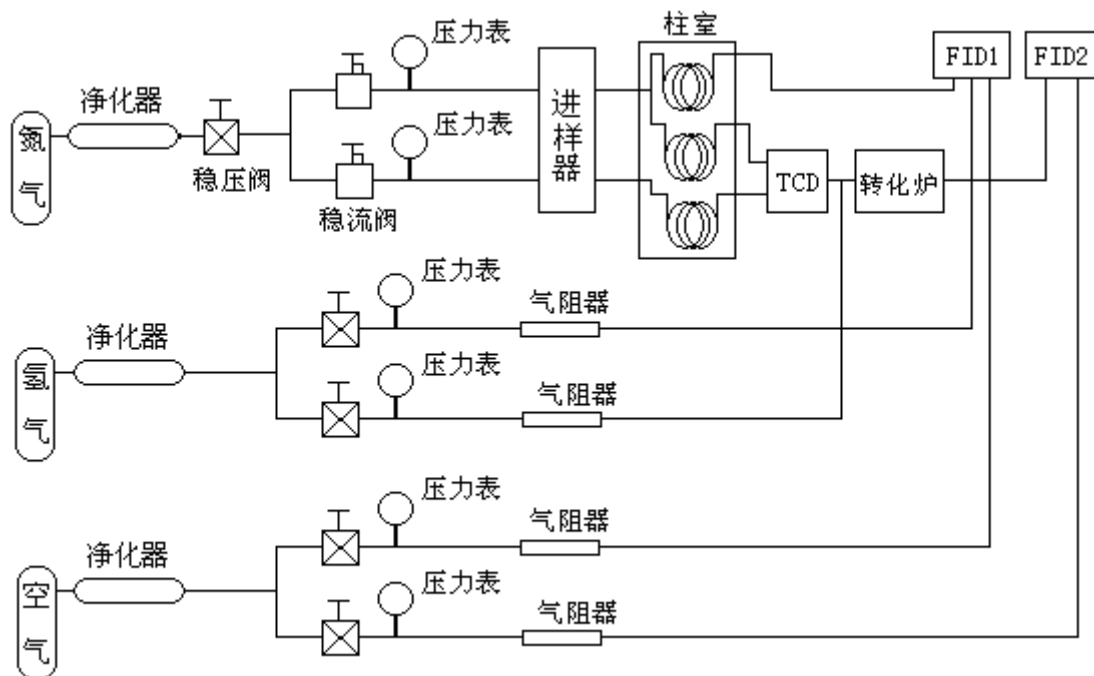 柱室
压力表
FID1
FID2
净化器
进样器
氮气
压力表
稳压阀
TCD
转化炉
稳流阀
压力表
气阻器
净化器
氢气
压力表
气阻器
压力表
气阻器
净化器
空气
压力表
气阻器